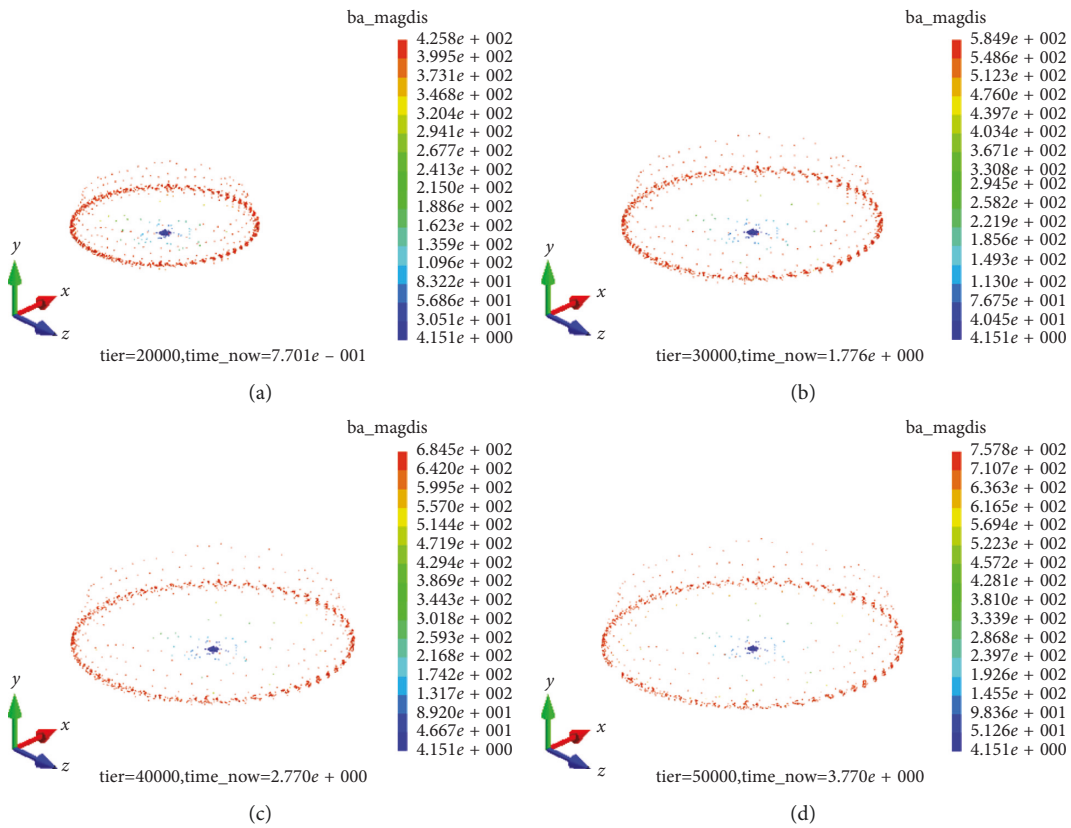 ba_magdis
4.258e + 002
3.995e + 002
3.731e + 002
3.468e + 002
3.204e + 002
2.941e + 002
2.677e + 002
2.413e + 002
2.150e + 002
1.886e + 002
1.623e + 002
1.359e + 002
1.096e + 002
8.322e + 001
5.686e + 001
3.051e + 001
4.151e + 000
y
x
z
tier=20000,time_now=7.701e – 001
(a)
ba_magdis
5.849e + 002
5.486e + 002
5.123e + 002
4.760e + 002
4.397e + 002
4.034e + 002
3.671e + 002
3.308e + 002
2.945e + 002
2.582e + 002
2.219e + 002
1.856e + 002
1.493e + 002
1.130e + 002
7.675e + 001
4.045e + 001
4.151e + 000
y
x
z
tier=30000,time_now=1.776e + 000
(b)
ba_magdis
6.845e + 002
6.420e + 002
5.995e + 002
5.570e + 002
5.144e + 002
4.719e + 002
4.294e + 002
3.869e + 002
3.443e + 002
3.018e + 002
2.593e + 002
2.168e + 002
1.742e + 002
1.317e + 002
8.920e + 001
4.667e + 001
4.151e + 000
y
x
z
tier=40000,time_now=2.770e + 000
(c)
ba_magdis
7.578e + 002
7.107e + 002
6.363e + 002
6.165e + 002
5.694e + 002
5.223e + 002
4.572e + 002
4.281e + 002
3.810e + 002
3.339e + 002
2.868e + 002
2.397e + 002
1.926e + 002
1.455e + 002
9.836e + 001
5.126e + 001
4.151e + 000
y
x
z
tier=50000,time_now=3.770e + 000
(d)